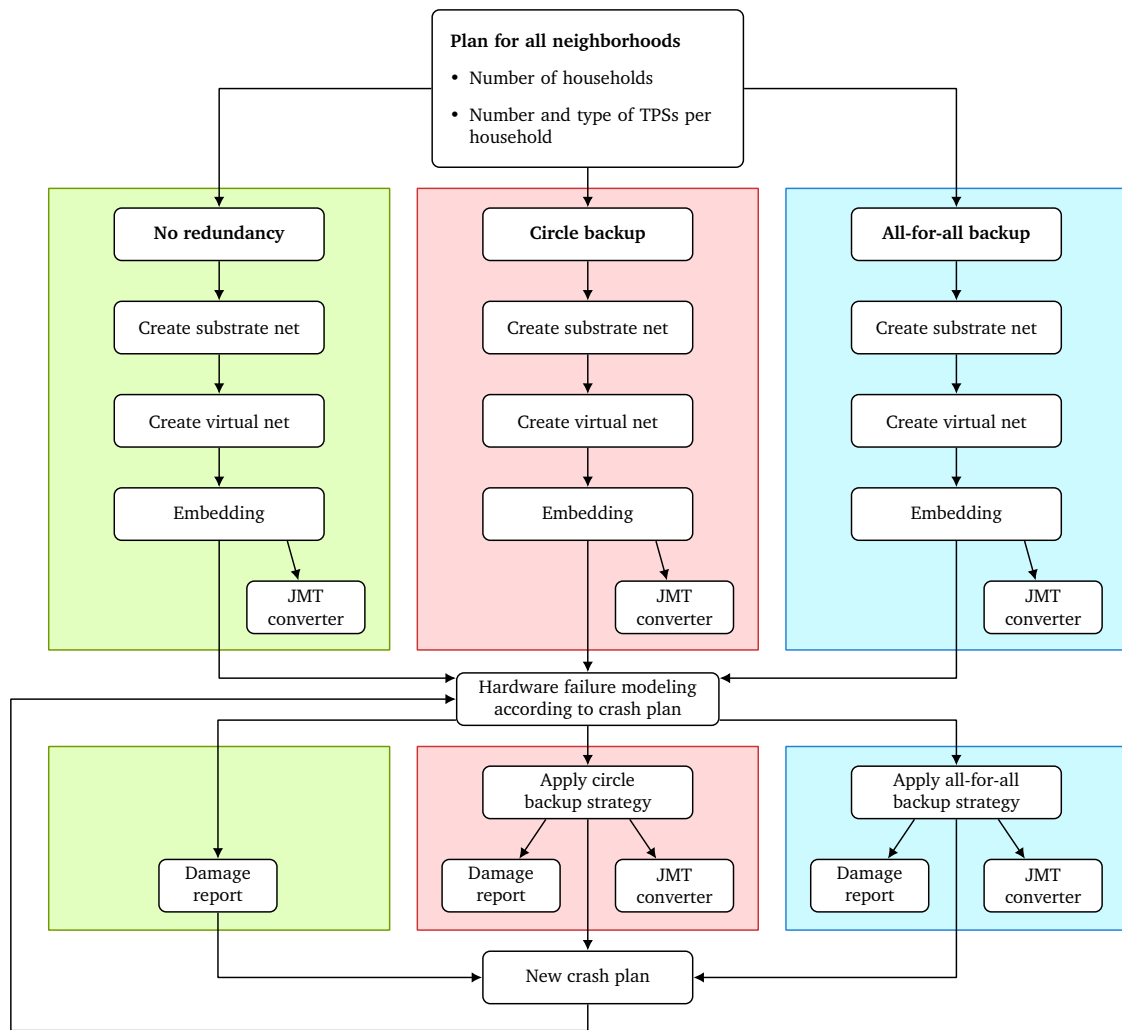 Plan for all neighborhoods
• Number of households
• Number and type of TPSs per
household
No redundancy
Circle backup
All-for-all backup
Create substrate net
Create substrate net
Create substrate net
Create virtual net
Create virtual net
Create virtual net
Embedding
Embedding
Embedding
JMT
converter
JMT
converter
JMT
converter
Hardware failure modeling
according to crash plan
Apply circle
backup strategy
Apply all-for-all
backup strategy
Damage
report
Damage
report
JMT
converter
Damage
report
JMT
converter
New crash plan